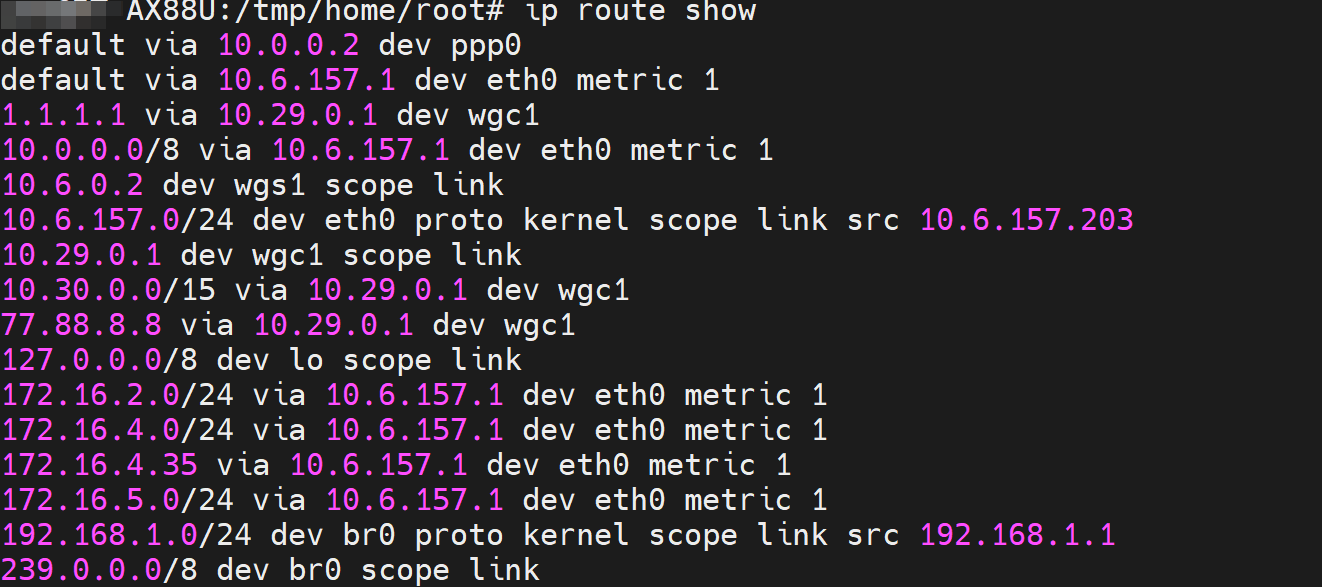 AX88U:/tmp/home/root# ip route show
default via 10.0.0.2 dev ppp0
default via 10.6.157.1 dev eth0 metric 1
1.1.1.1 via 10.29.0.1 dev wgc1
10.0.0.0/8 via 10.6.157.1 dev eth0 metric 1
10.6.0.2 dev wgs1 scope link
10.6.157.0/24 dev eth0 proto kernel scope link src 10.6.157.203
10.29.0.1 dev wgc1 scope link
10.30.0.0/15 via 10.29.0.1 dev wgc1
77.88.8.8 via 10.29.0.1 dev wgc1
127.0.0.0/8 dev lo scope link
172.16.2.0/24 via 10.6.157.1 dev eth0 metric 1
172.16.4.0/24 via 10.6.157.1 dev eth0 metric 1
172.16.4.35 via 10.6.157.1 dev eth0 metric 1
172.16.5.0/24 via 10.6.157.1 dev eth0 metric 1
192.168.1.0/24 dev br0 proto kernel scope link src 192.168.1.1
239.0.0.0/8 dev br0 scope link